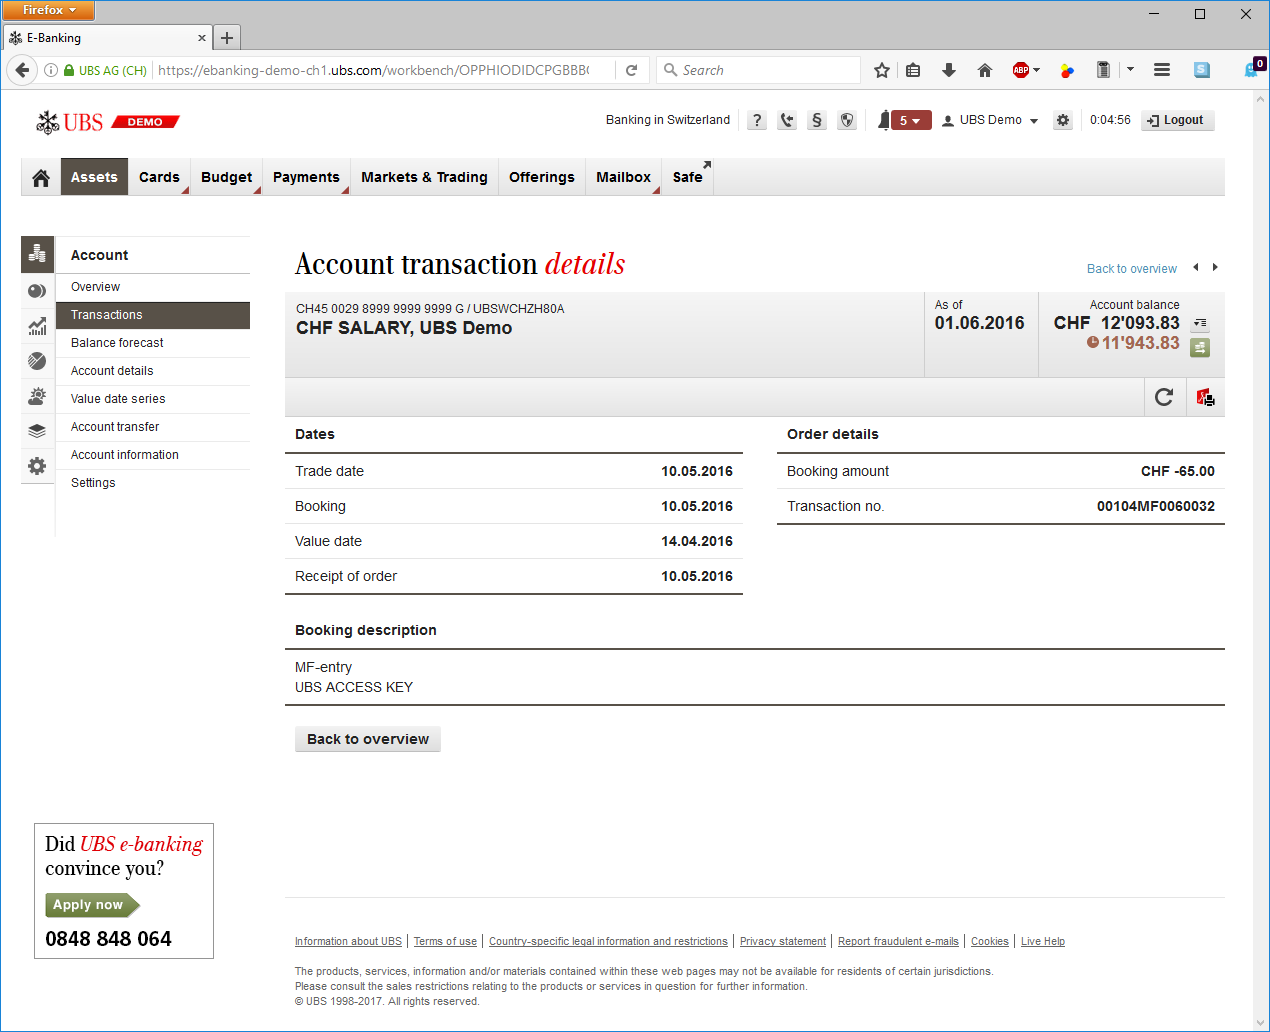 Firefox
E-Banking
UBS AG (CH) https://ebanking-demo-ch1.ubs.com/workbench/OPPHIODIDCPGBBB
Search
ABP
S
0
UBS DEMO
Banking in Switzerland
?
§
5
UBS Demo
0:04:56
Logout
Assets
Cards
Budget
Payments
Markets & Trading
Offerings
Mailbox
Safe
Account
Overview
Transactions
Balance forecast
Account details
Value date series
Account transfer
Account information
Settings
Account transaction details
Back to overview
CH45 0029 8999 9999 9999 G / UBSWCHZH80A
CHF SALARY, UBS Demo
As of
01.06.2016
Account balance
CHF 12'093.83
11'943.83
Dates
Trade date 10.05.2016
Booking 10.05.2016
Value date 14.04.2016
Receipt of order 10.05.2016
Order details
Booking amount CHF -65.00
Transaction no. 00104MF0060032
Booking description
MF-entry
UBS ACCESS KEY
Back to overview
Did UBS e-banking
convince you?
Apply now
0848 848 064
Information about UBS | Terms of use | Country-specific legal information and restrictions | Privacy statement | Report fraudulent e-mails | Cookies | Live Help
The products, services, information and/or materials contained within these web pages may not be available for residents of certain jurisdictions.
Please consult the sales restrictions relating to the products or services in question for further information.
© UBS 1998-2017. All rights reserved.